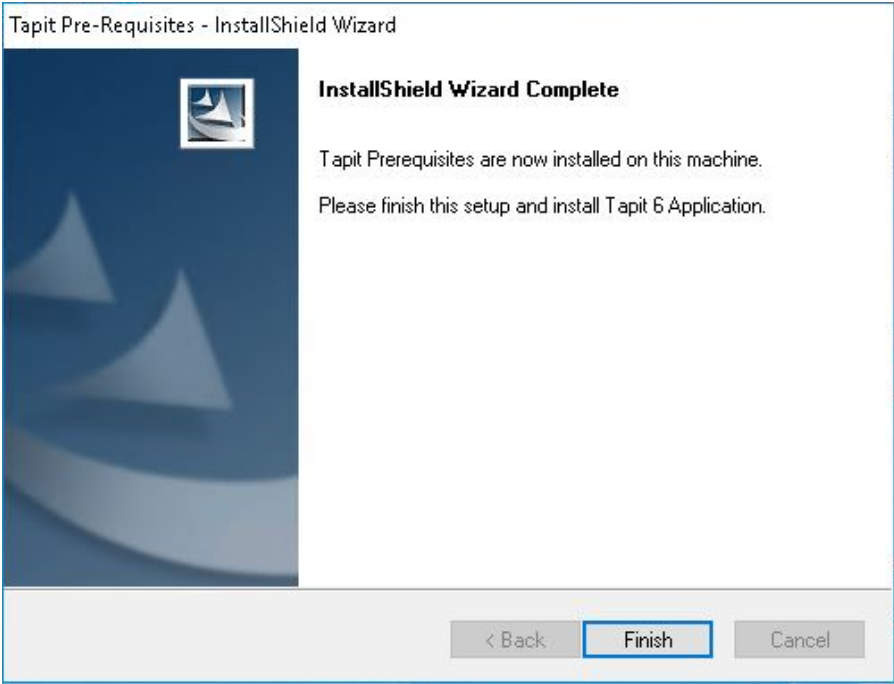 Tapit Pre-Requisites - InstallShield Wizard
InstallShield Wizard Complete
Tapit Prerequisites are now installed on this machine.
Please finish this setup and install Tapit 6 Application.
< Back Finish Cancel